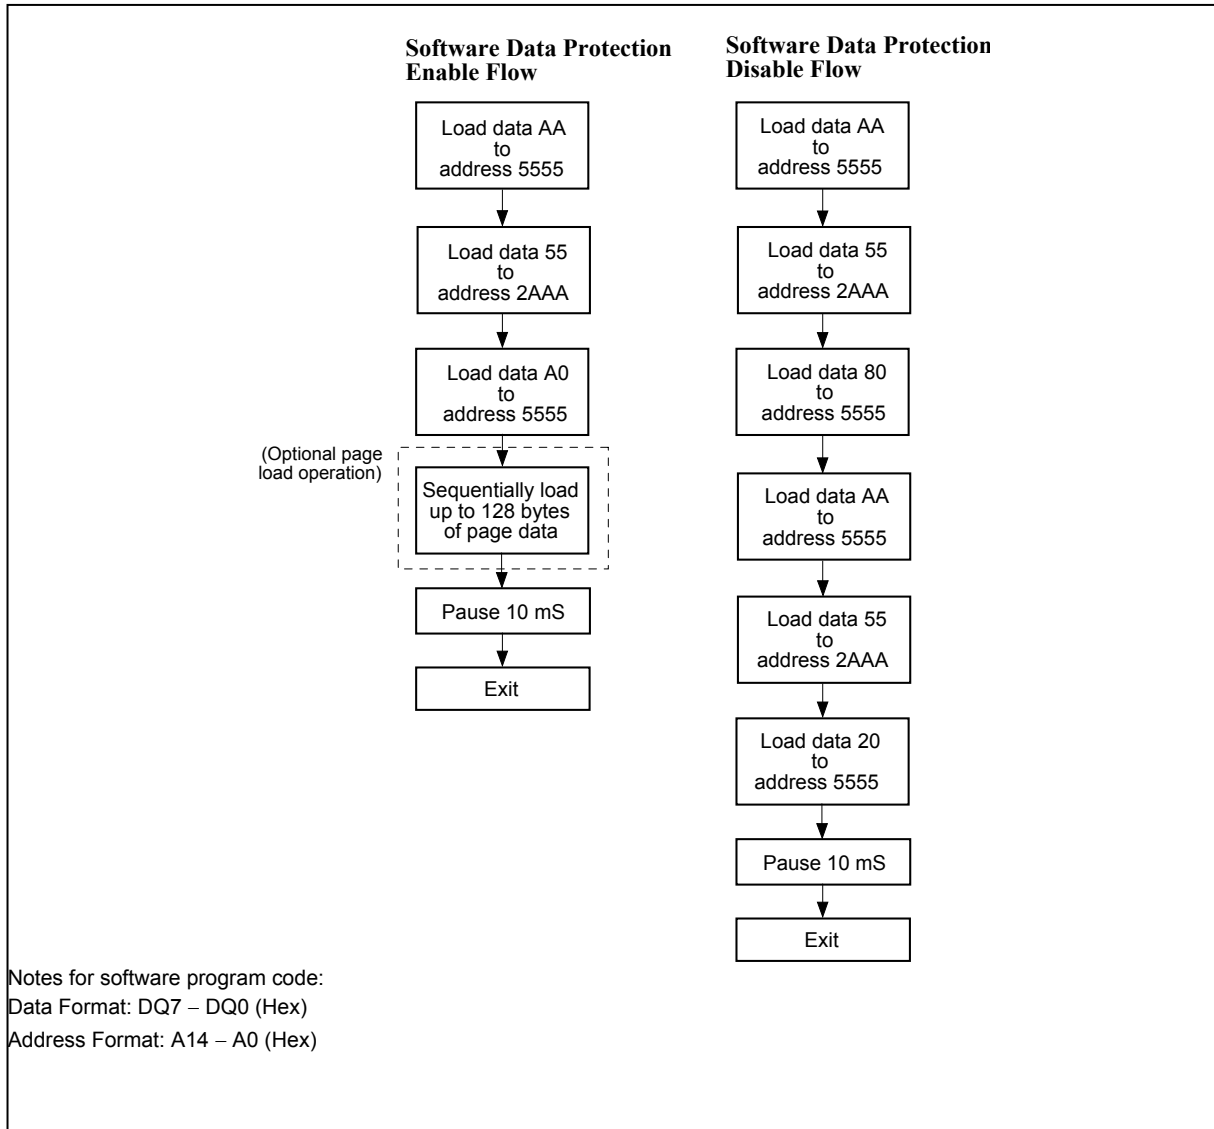 Software Data Protection
Enable Flow
Load data AA
to
address 5555
Load data 55
to
address 2AAA
Load data A0
to
address 5555
(Optional page
load operation)
Sequentially load
up to 128 bytes
of page data
Pause 10 mS
Exit
Software Data Protection
Disable Flow
Load data AA
to
address 5555
Load data 55
to
address 2AAA
Load data 80
to
address 5555
Load data AA
to
address 5555
Load data 55
to
address 2AAA
Load data 20
to
address 5555
Pause 10 mS
Exit
Notes for software program code:
Data Format: DQ7 – DQ0 (Hex)
Address Format: A14 – A0 (Hex)